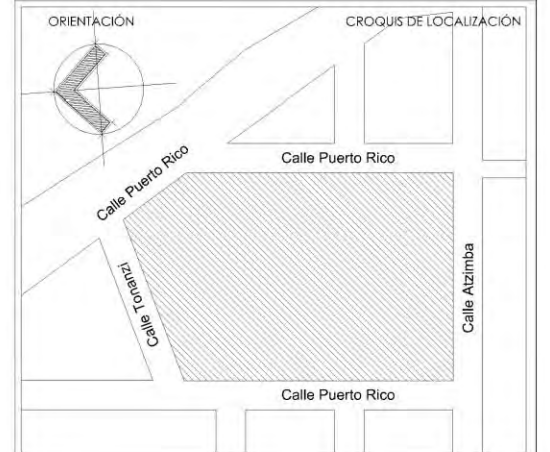 ORIENTACIÓN
CROQUIS DE LOCALIZACIÓN
Calle Puerto Rico
Calle Puerto Rico
Calle Tonanzi
Calle Atzimba
Calle Puerto Rico